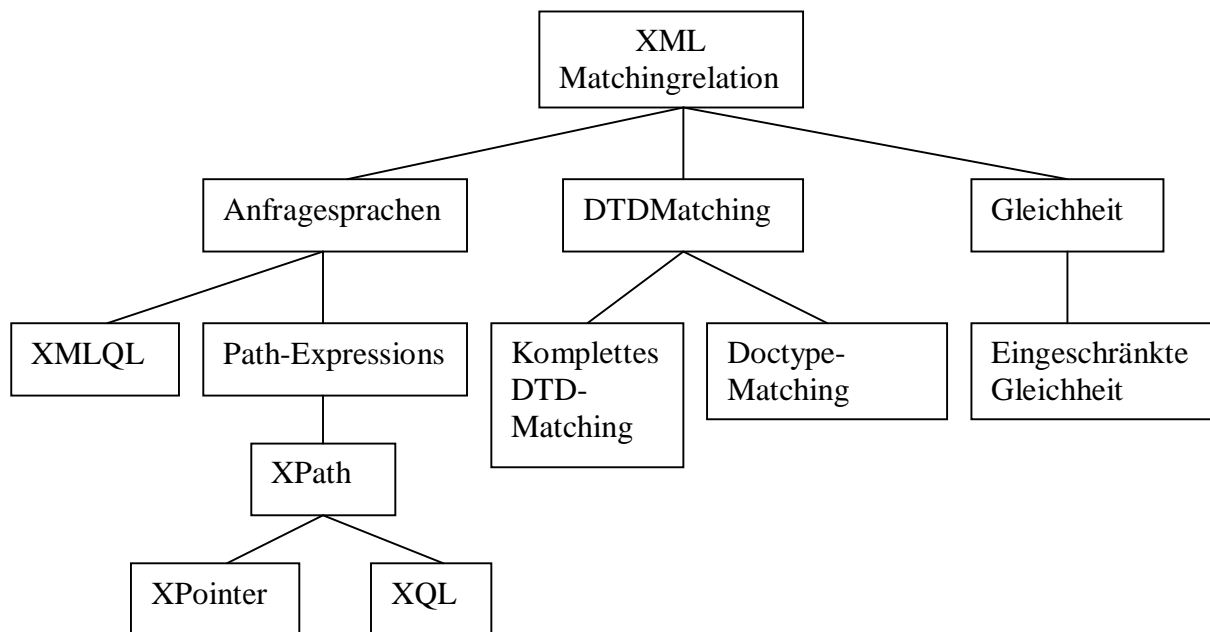 XML
Matchingrelation
Anfragesprachen
DTDMatching
Gleichheit
XMLQL
Path-Expressions
Komplettes
DTD-
Matching
Doctype-
Matching
Eingeschränkte
Gleichheit
XPath
XPointer
XQL